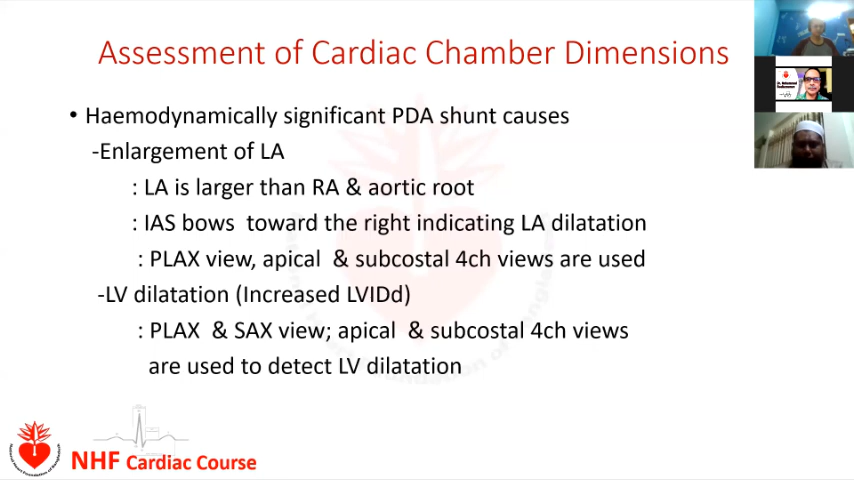 Assessment of Cardiac Chamber Dimensions
• Haemodynamically significant PDA shunt causes
-Enlargement of LA
: LA is larger than RA & aortic root
: IAS bows toward the right indicating LA dilatation
: PLAX view, apical & subcostal 4ch views are used
-LV dilatation (Increased LVIDd)
: PLAX & SAX view; apical & subcostal 4ch views
are used to detect LV dilatation
NHF Cardiac Course